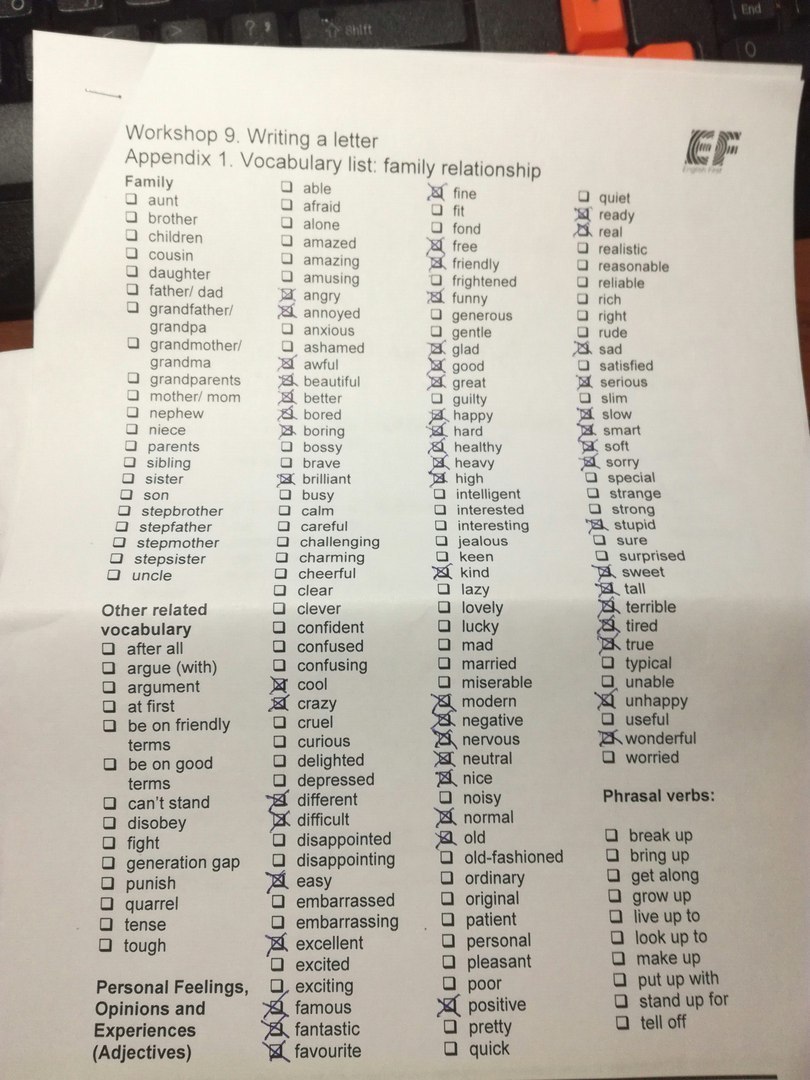 End
? /
Shift
Workshop 9. Writing a letter
Appendix 1. Vocabulary list: family relationship
EF
English First
Family
aunt
brother
children
cousin
daughter
father/ dad
grandfather/
grandpa
grandmother/
grandma
grandparents
mother/ mom
nephew
niece
parents
sibling
sister
son
stepbrother
stepfather
stepmother
stepsister
uncle
Other related
vocabulary
after all
argue (with)
argument
at first
be on friendly
terms
be on good
terms
can't stand
disobey
fight
generation gap
punish
quarrel
tense
tough
Personal Feelings,
Opinions and
Experiences
(Adjectives)
able
afraid
alone
amazed
amazing
amusing
angry
annoyed
anxious
ashamed
awful
beautiful
better
bored
boring
bossy
brave
brilliant
busy
calm
careful
challenging
charming
cheerful
clear
clever
confident
confused
confusing
cool
crazy
cruel
curious
delighted
depressed
different
difficult
disappointed
disappointing
easy
embarrassed
embarrassing
excellent
excited
exciting
famous
fantastic
favourite
fine
fit
fond
free
friendly
frightened
funny
generous
gentle
glad
good
great
guilty
happy
hard
healthy
heavy
high
intelligent
interested
interesting
jealous
keen
kind
lazy
lovely
lucky
mad
married
miserable
modern
negative
nervous
neutral
nice
noisy
normal
old
old-fashioned
ordinary
original
patient
personal
pleasant
poor
positive
pretty
quick
quiet
ready
real
realistic
reasonable
reliable
rich
right
rude
sad
satisfied
serious
slim
slow
smart
soft
sorry
special
strange
strong
stupid
sure
surprised
sweet
tall
terrible
tired
true
typical
unable
unhappy
useful
wonderful
worried
Phrasal verbs:
break up
bring up
get along
grow up
live up to
look up to
make up
put up with
stand up for
tell off